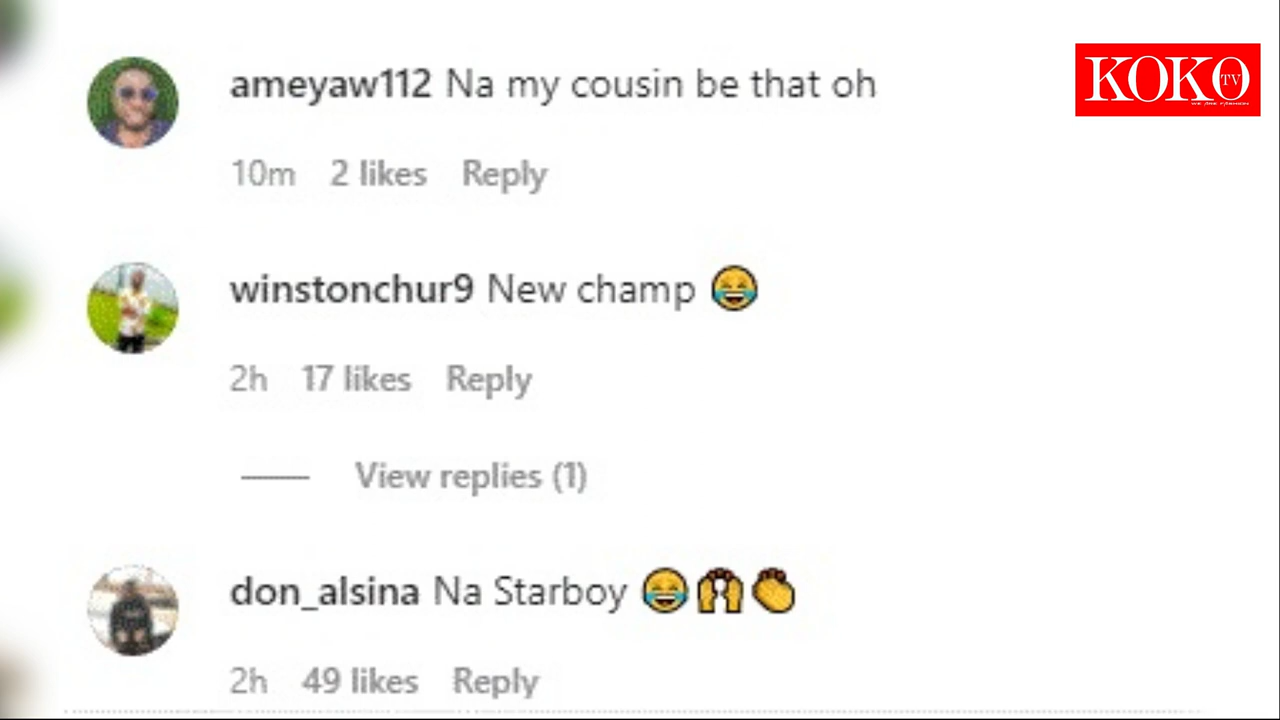 ameyaw112 Na my cousin be that oh
KOKO TV
10m 2 likes Reply
winstonchur9 New champ 😂
2h 17 likes Reply
View replies (1)
don_alsina Na Starboy 😂🙌👏
2h 49 likes Reply